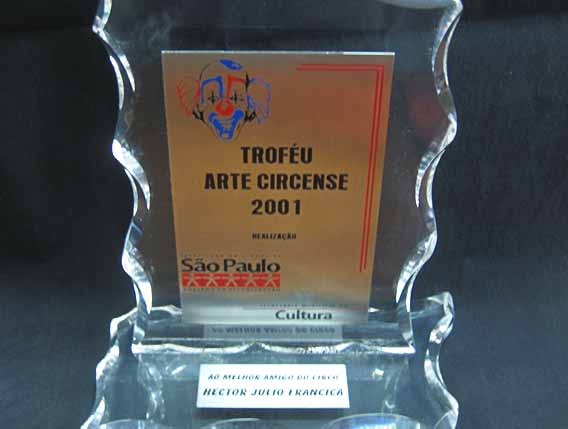 TROFÉU
ARTE CIRCENSE
2001
REALIZAÇÃO
São Paulo
Cultura
AO MELHOR AMIGO DO CIRCO
HECTOR JULIO FRANCICA